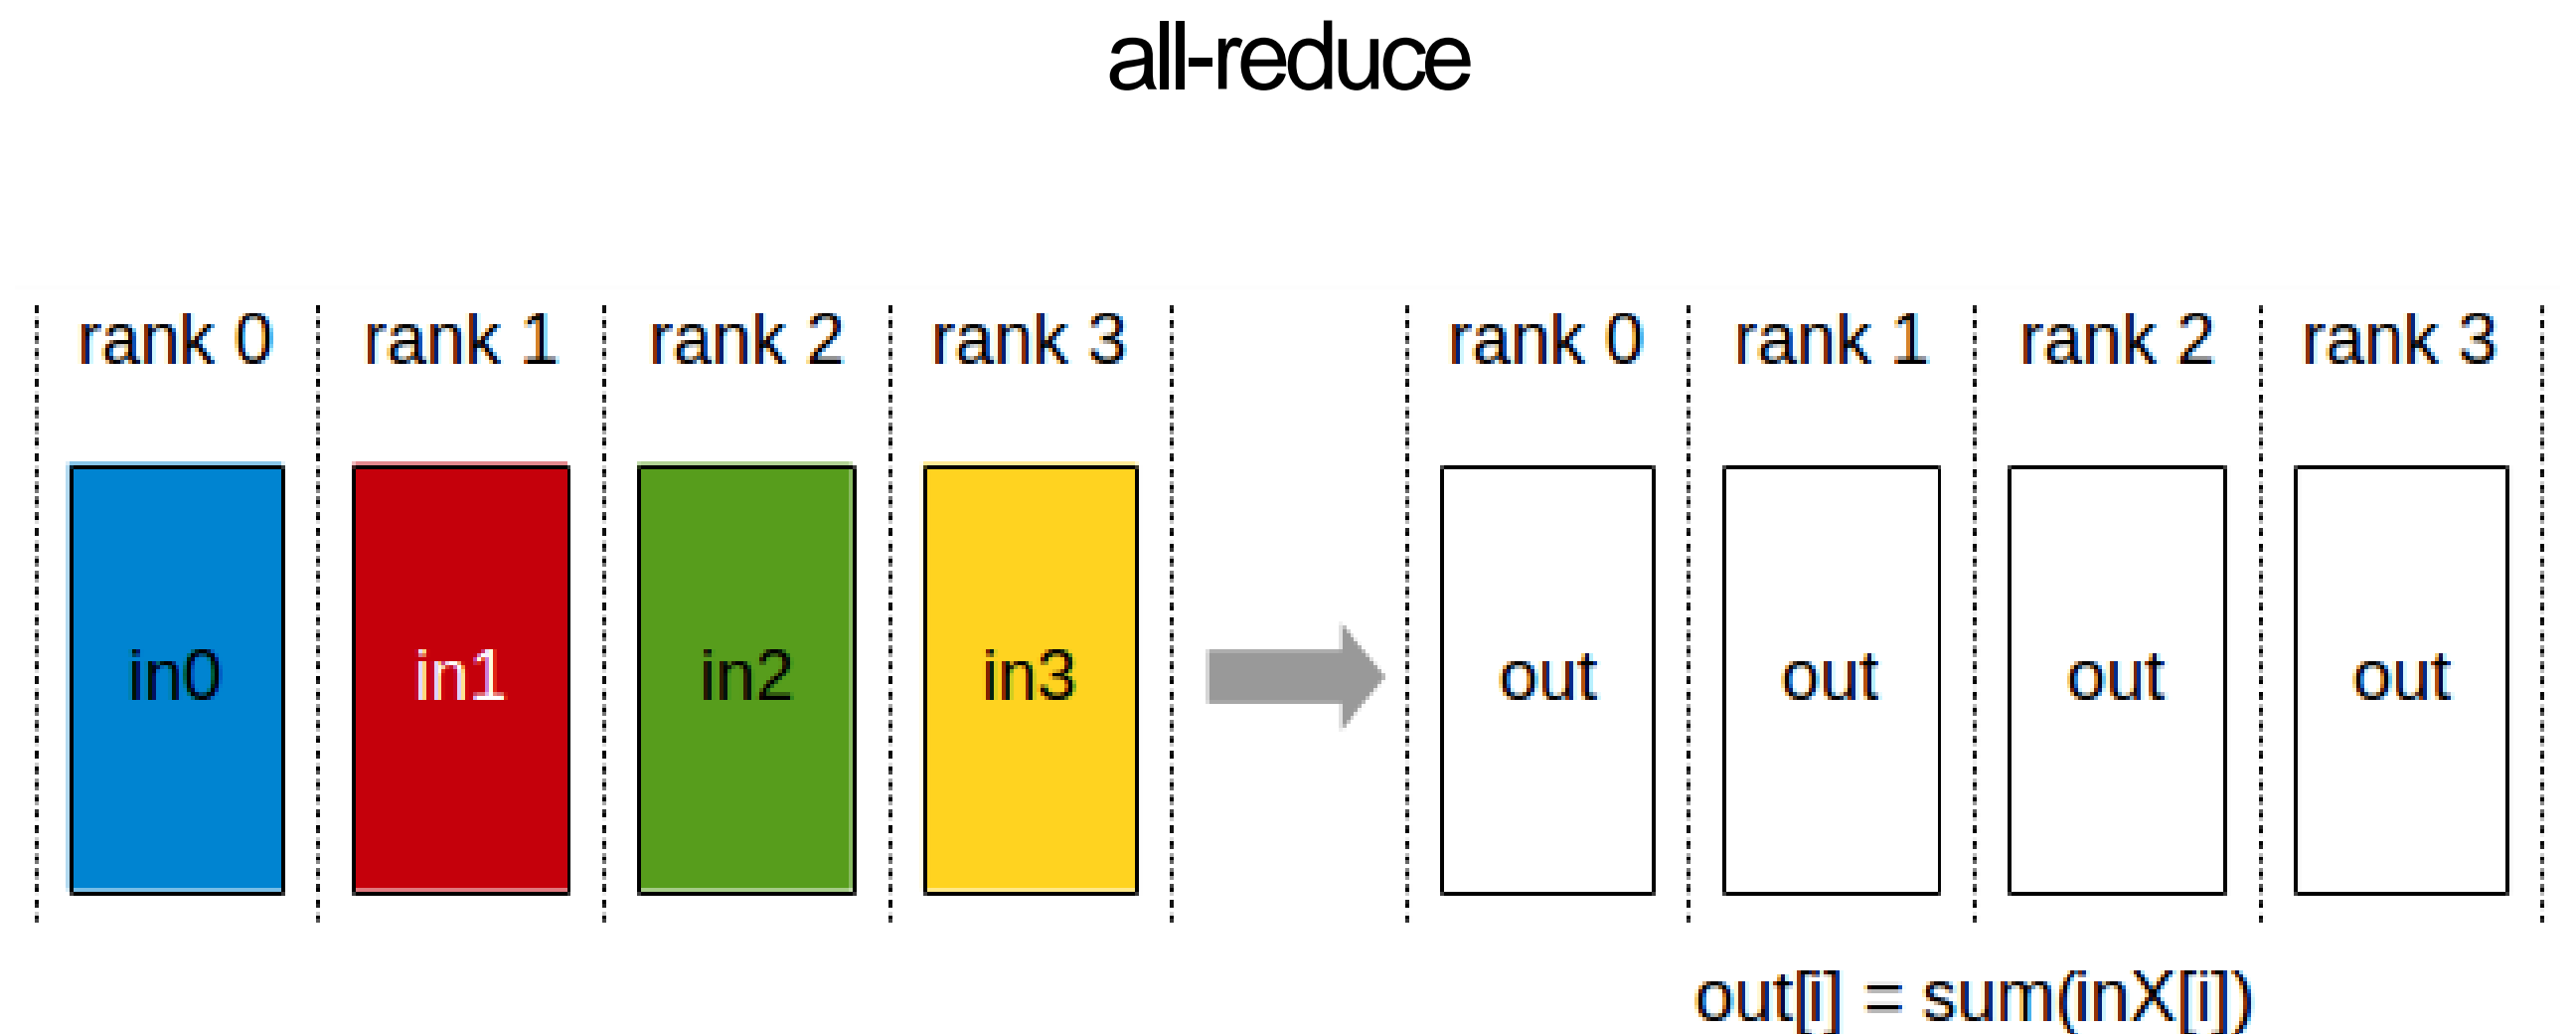 all-reduce
rank 0 rank 1 rank 2 rank 3 rank 0 rank 1 rank 2 rank 3
in0 in1 in2 in3 out out out out
out[i] = sum(inX[i])